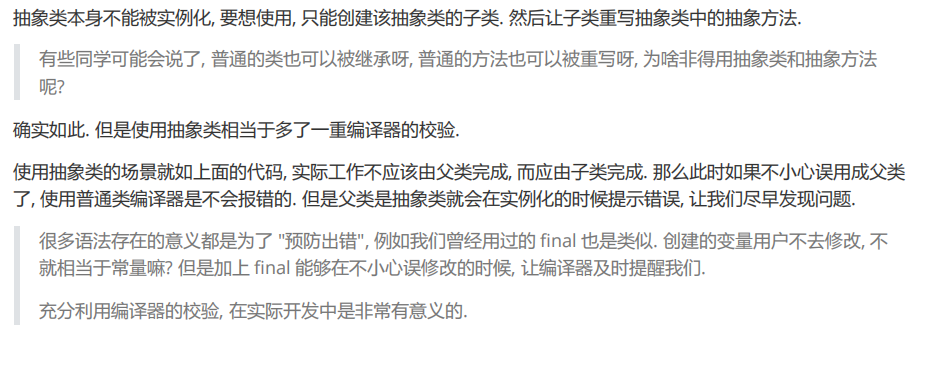 抽象类本身不能被实例化, 要想使用, 只能创建该抽象类的子类. 然后让子类重写抽象类中的抽象方法.
有些同学可能会说了, 普通的类也可以被继承呀, 普通的方法也可以被重写呀, 为啥非得用抽象类和抽象方法
呢?
确实如此. 但是使用抽象类相当于多了一重编译器的校验.
使用抽象类的场景就如上面的代码, 实际工作不应该由父类完成, 而应由子类完成. 那么此时如果不小心误用成父类
了, 使用普通类编译器是不会报错的. 但是父类是抽象类就会在实例化的时候提示错误, 让我们尽早发现问题.
很多语法存在的意义都是为了 "预防出错", 例如我们曾经用过的 final 也是类似. 创建的变量用户不去修改, 不
就相当于常量嘛? 但是加上 final 能够在不小心误修改的时候, 让编译器及时提醒我们.
充分利用编译器的校验, 在实际开发中是非常有意义的.